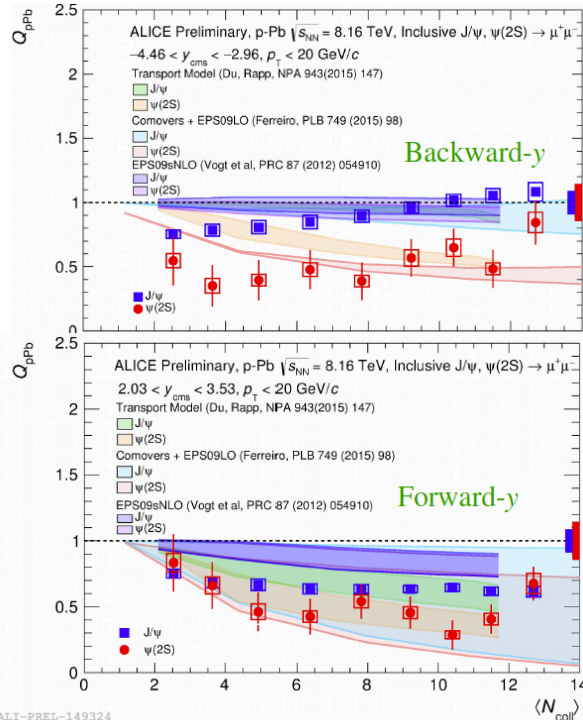 Q_pPb
2.5
2
1.5
1
0.5
0
ALICE Preliminary, p-Pb √s_NN = 8.16 TeV, Inclusive J/ψ, ψ(2S) → μ⁺μ⁻
−4.46 < y_cms < −2.96, p_T < 20 GeV/c
Transport Model (Du, Rapp, NPA 943(2015) 147)
J/ψ
ψ(2S)
Comovers + EPS09LO (Ferreiro, PLB 749 (2015) 98)
J/ψ
ψ(2S)
EPS09sNLO (Vogt et al, PRC 87 (2012) 054910)
J/ψ
ψ(2S)
Backward-y
J/ψ
ψ(2S)
Q_pPb
2.5
2
1.5
1
0.5
0
ALICE Preliminary, p-Pb √s_NN = 8.16 TeV, Inclusive J/ψ, ψ(2S) → μ⁺μ⁻
2.03 < y_cms < 3.53, p_T < 20 GeV/c
Transport Model (Du, Rapp, NPA 943(2015) 147)
J/ψ
ψ(2S)
Comovers + EPS09LO (Ferreiro, PLB 749 (2015) 98)
J/ψ
ψ(2S)
EPS09sNLO (Vogt et al, PRC 87 (2012) 054910)
J/ψ
ψ(2S)
Forward-y
J/ψ
ψ(2S)
0 2 4 6 8 10 12 14
⟨N_coll⟩
ALI-PREL-149324